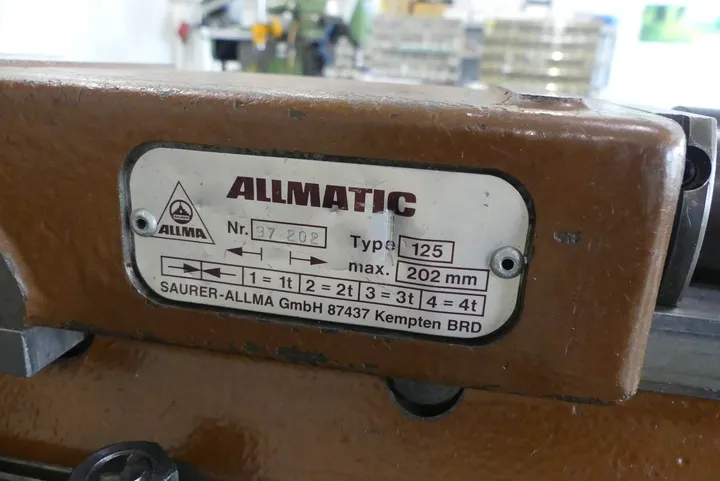 ALLMATIC
ALLMA
Nr. 97 202 Type 125
max. 202 mm
1 = 1t 2 = 2t 3 = 3t 4 = 4t
SAURER-ALLMA GmbH 87437 Kempten BRD